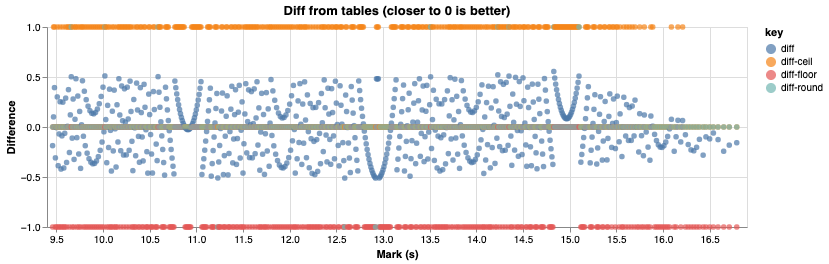 Diff from tables (closer to 0 is better)
key
diff
diff-ceil
diff-floor
diff-round
Difference
1.0
0.5
0.0
−0.5
−1.0
9.5 10.0 10.5 11.0 11.5 12.0 12.5 13.0 13.5 14.0 14.5 15.0 15.5 16.0 16.5
Mark (s)